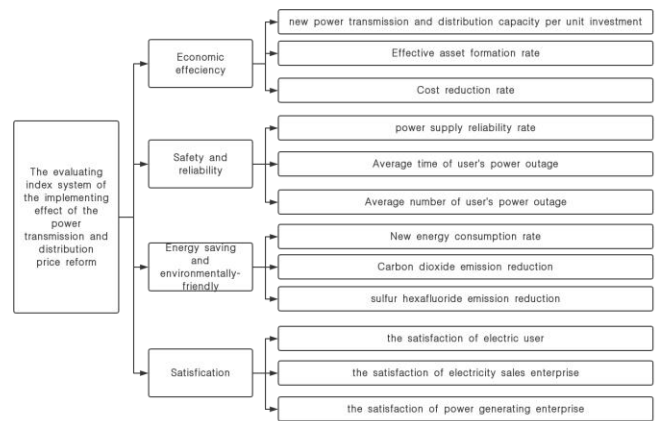 The evaluating
index system of
the implementing
effect of the
power
transmission and
distribution
price reform
Economic
effeciency
new power transmission and distribution capacity per unit investment
Effective asset formation rate
Cost reduction rate
Safety and
reliability
power supply reliability rate
Average time of user's power outage
Average number of user's power outage
Energy saving
and
environmentally-
friendly
New energy consumption rate
Carbon dioxide emission reduction
sulfur hexafluoride emission reduction
Satisfication
the satisfaction of electric user
the satisfaction of electricity sales enterprise
the satisfaction of power generating enterprise